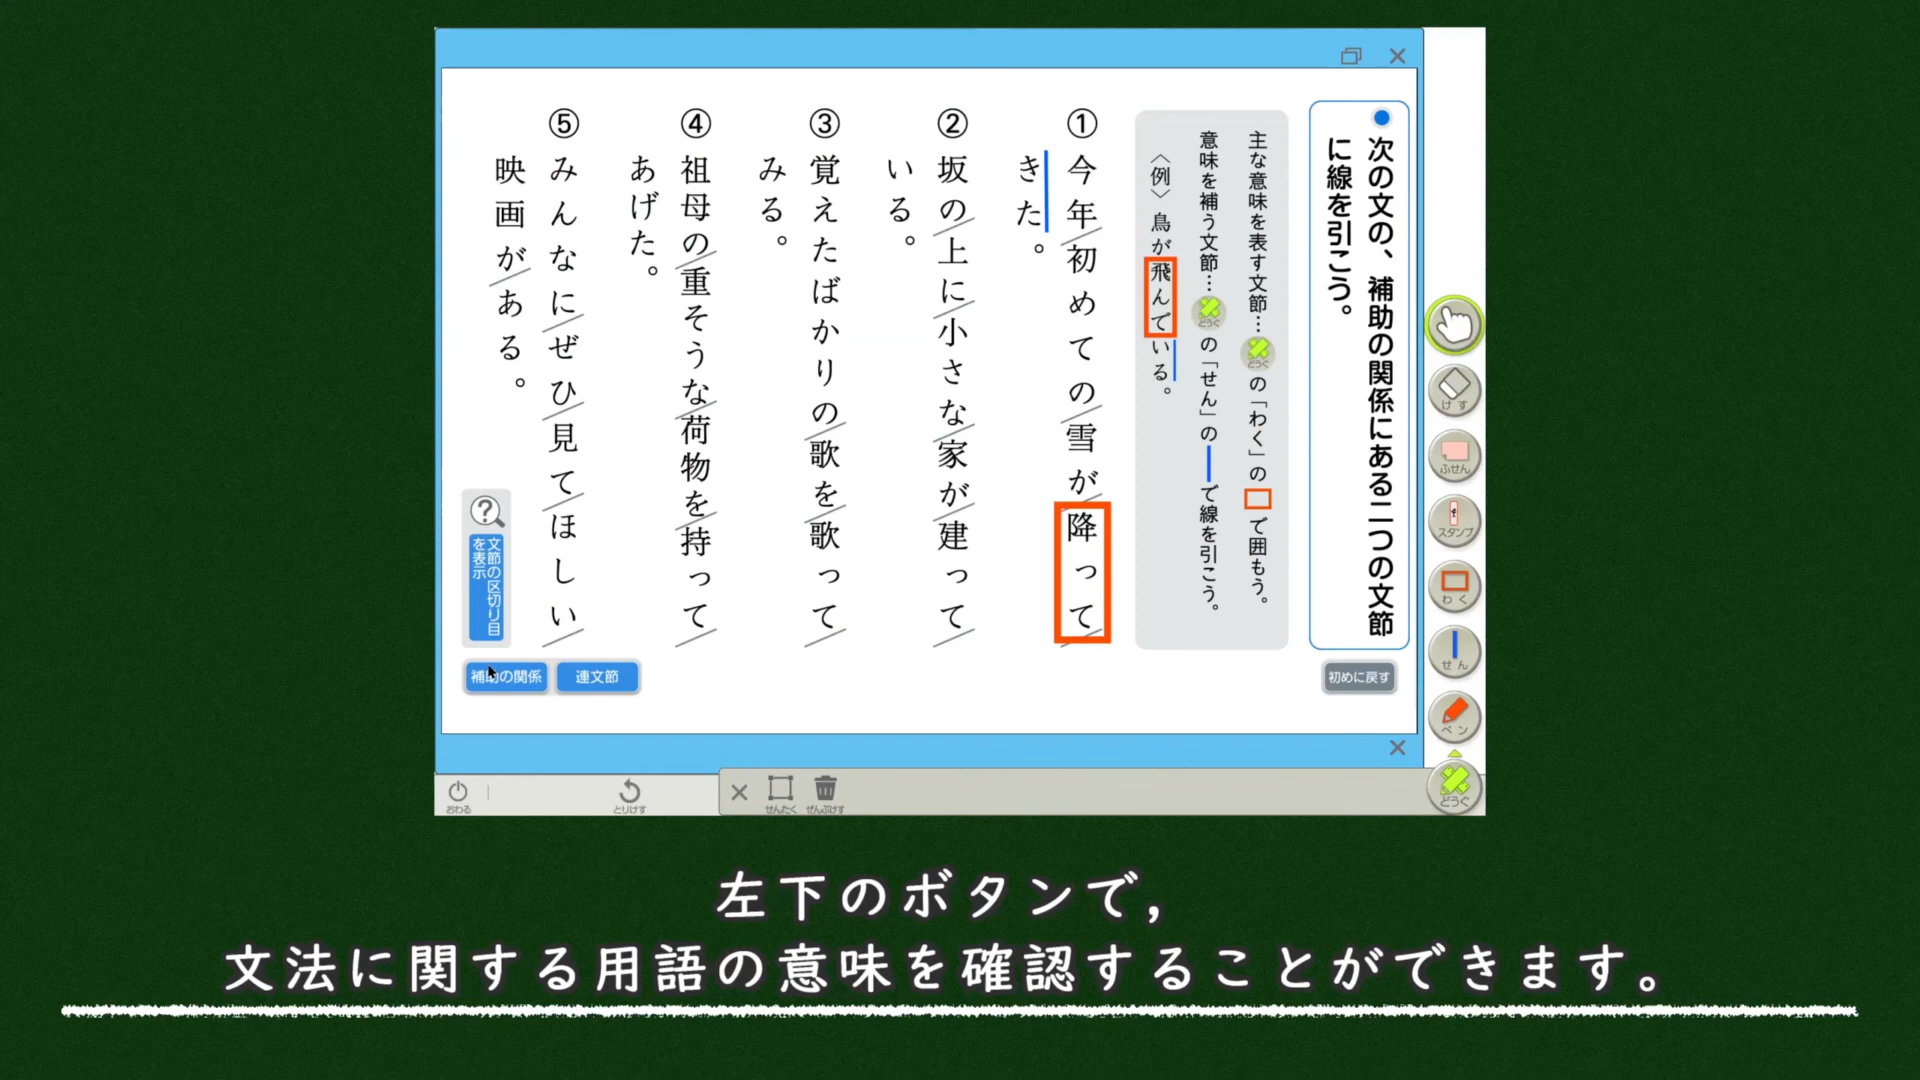 次の文の、補助の関係にある二つの文節
に線を引こう。
主な意味を表す文節…どうぐの「わく」ので囲もう。
意味を補う文節…どうぐの「せん」ので線を引こう。
〈例〉鳥が飛んでいる。
①今年初めての雪が降って
きた。
②坂の上に小さな家が建って
いる。
③覚えたばかりの歌を歌って
みる。
④祖母の重そうな荷物を持って
あげた。
⑤みんなにぜひ見てほしい
映画がある。
文節の区切り目
を表示
補助の関係
連文節
初めに戻す
けす
ふせん
スタンプ
わく
せん
ペン
どうぐ
おわる
とりけす
せんたく
ぜんぶけす
左下のボタンで,
文法に関する用語の意味を確認することができます。